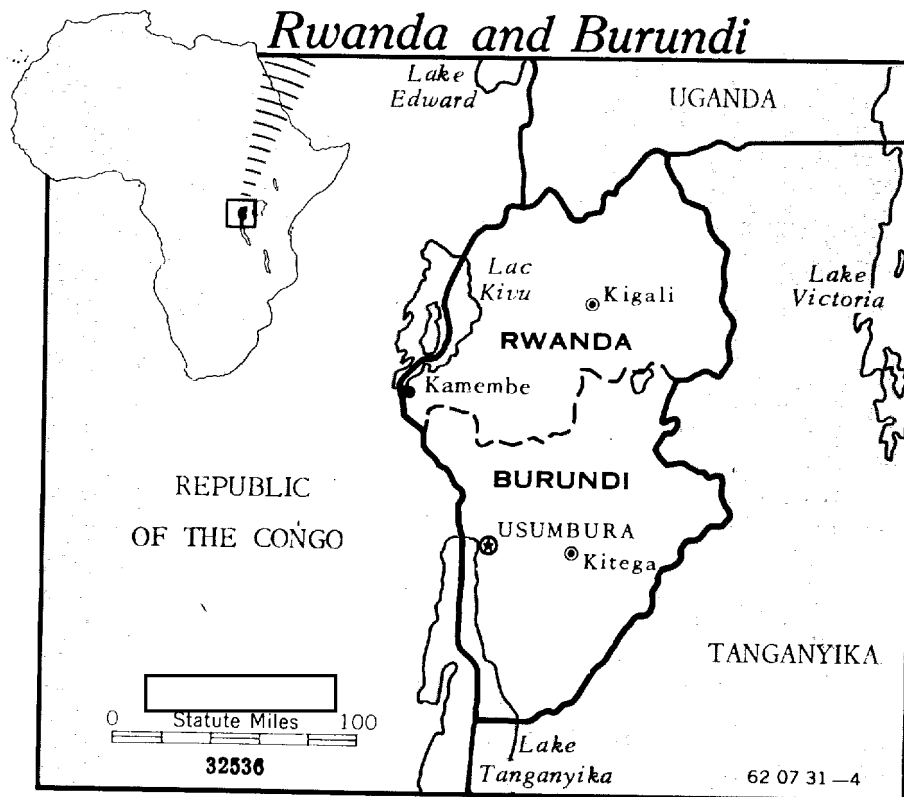 Rwanda and Burundi
Lake
Edward
UGANDA
Lac
Kivu
Kigali
Lake
Victoria
RWANDA
Kamembe
BURUNDI
REPUBLIC
OF THE CONGO
USUMBURA
Kitega
TANGANYIKA
0 Statute Miles 100
32536
Lake
Tanganyika
62 07 31—4